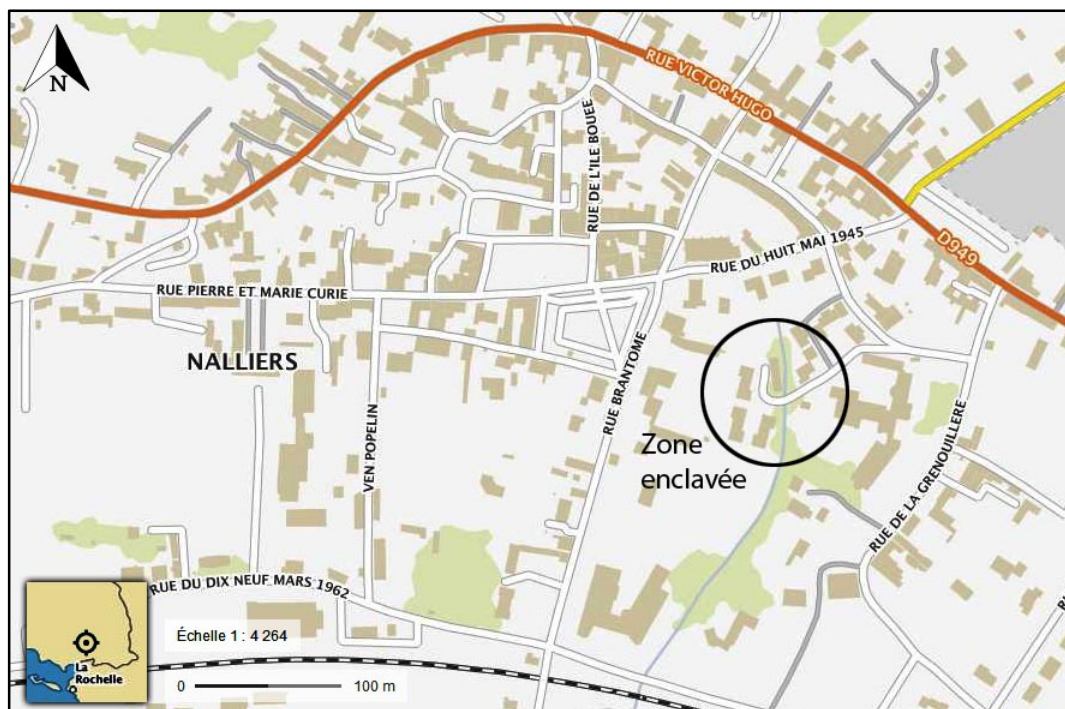 N
RUE VICTOR HUGO
RUE DE L'ILE BOUEE
RUE DU HUIT MAI 1945
D949
RUE PIERRE ET MARIE CURIE
NALLIERS
RUE BRANTOME
Zone
enclavée
VEN POPELIN
RUE DE LA GRENOUILLERE
RUE DU DIX NEUF MARS 1962
La
Rochelle
Échelle 1 : 4 264
0 100 m